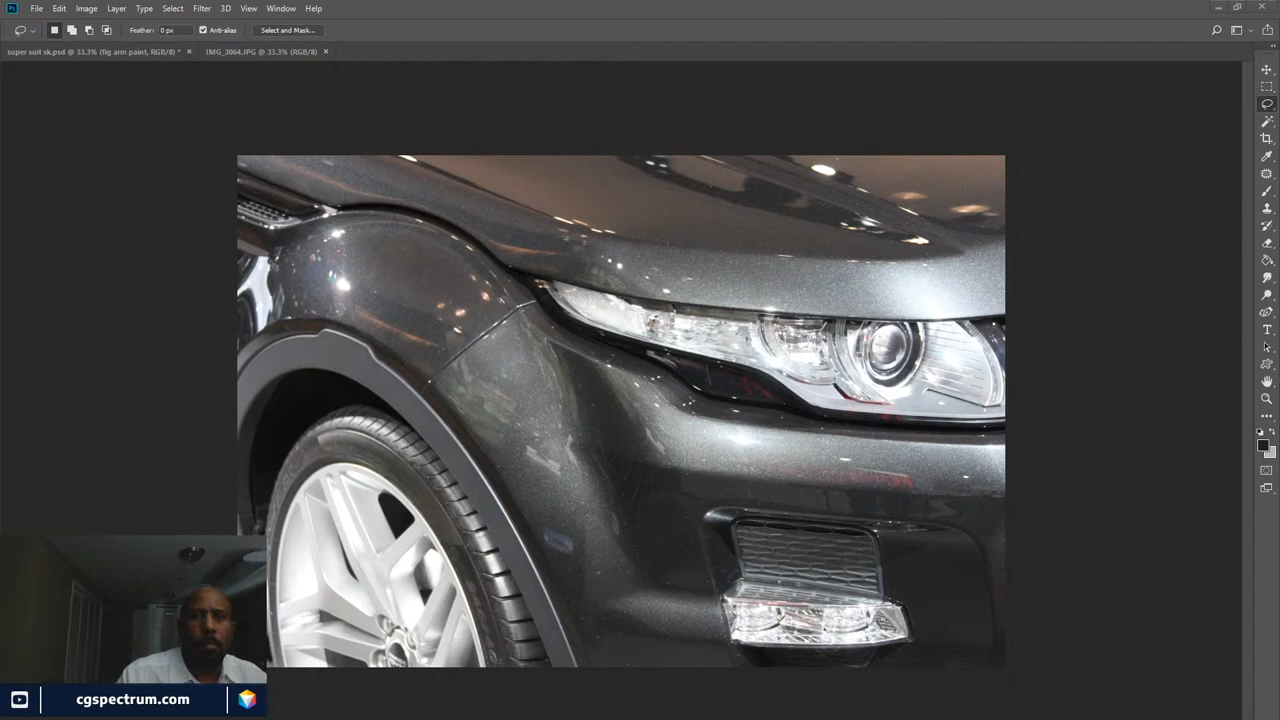 Ps File Edit Image Layer Type Select Filter 3D View Window Help
Feather: 0 px Anti-alias Select and Mask...
super suit sk.psd @ 33.3% (fig arm paint, RGB/8) * × IMG_3064.JPG @ 33.3% (RGB/8) ×
cgspectrum.com